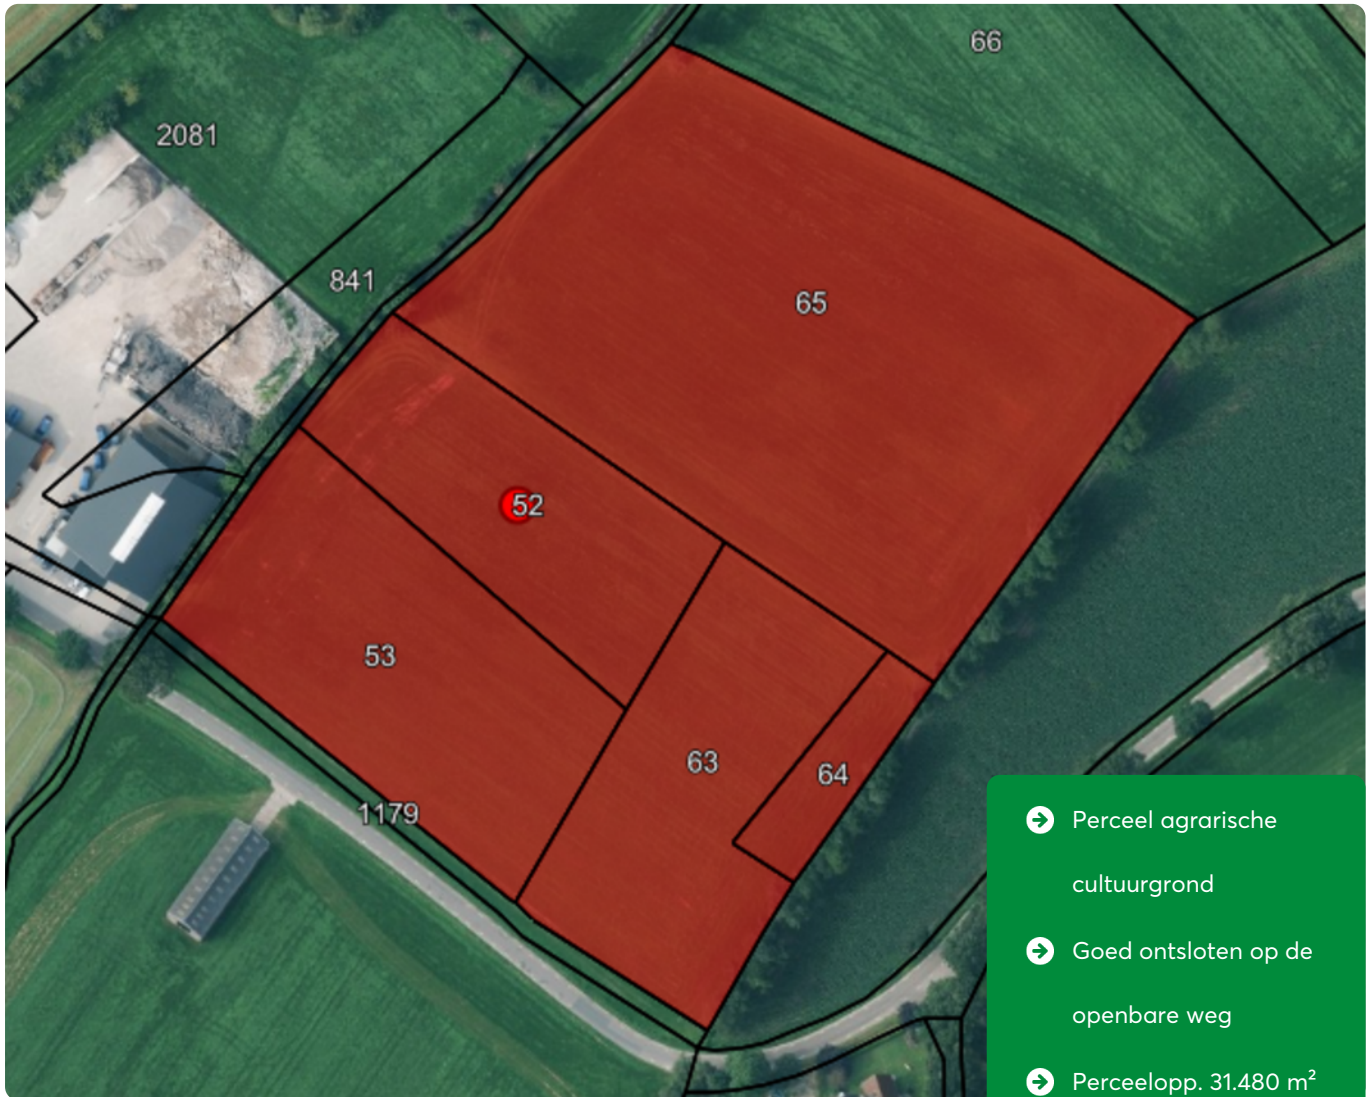 66
2081
841
65
52
53
63
64
1179
Perceel agrarische
cultuurgrond
Goed ontsloten op de
openbare weg
Perceelopp. 31.480 m²